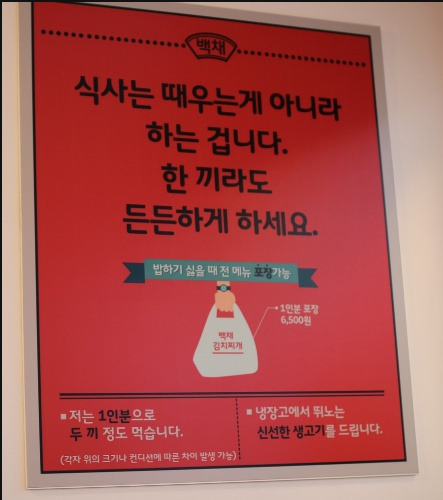 백채
식사는 때우는게 아니라
하는 겁니다.
한 끼라도
든든하게 하세요.
밥하기 싫을 때 전 메뉴 포장가능
1인분 포장
6,500원
백채
김치찌개
저는 1인분으로
두 끼 정도 먹습니다.
(각자 위의 크기나 컨디션에 따른 차이 발생 가능)
냉장고에서 뛰노는
신선한 생고기를 드립니다.